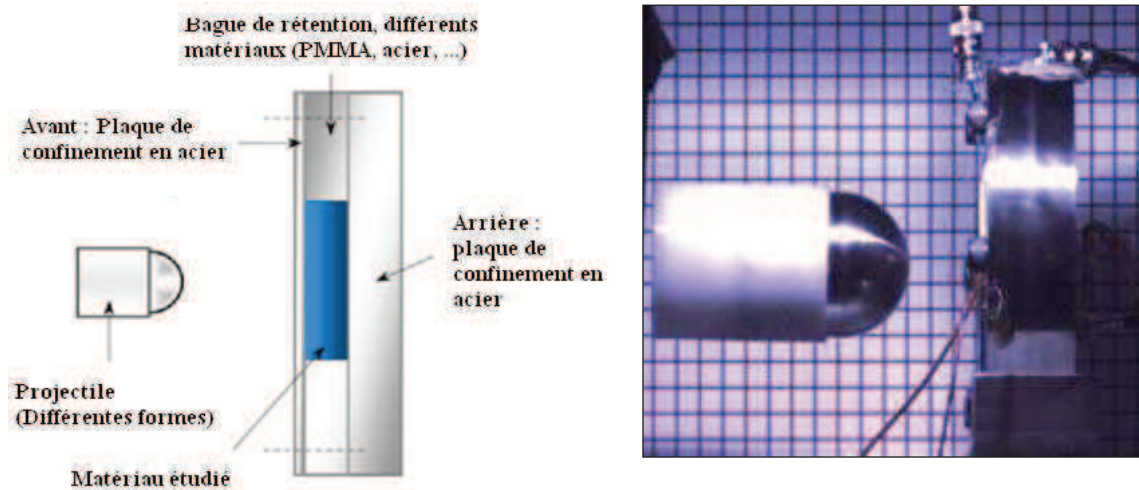 Bague de rétention, différents
matériaux (PMMA, acier, ...)
Avant : Plaque de
confinement en acier
Arrière :
plaque de
confinement en
acier
Projectile
(Différentes formes)
Matériau étudié